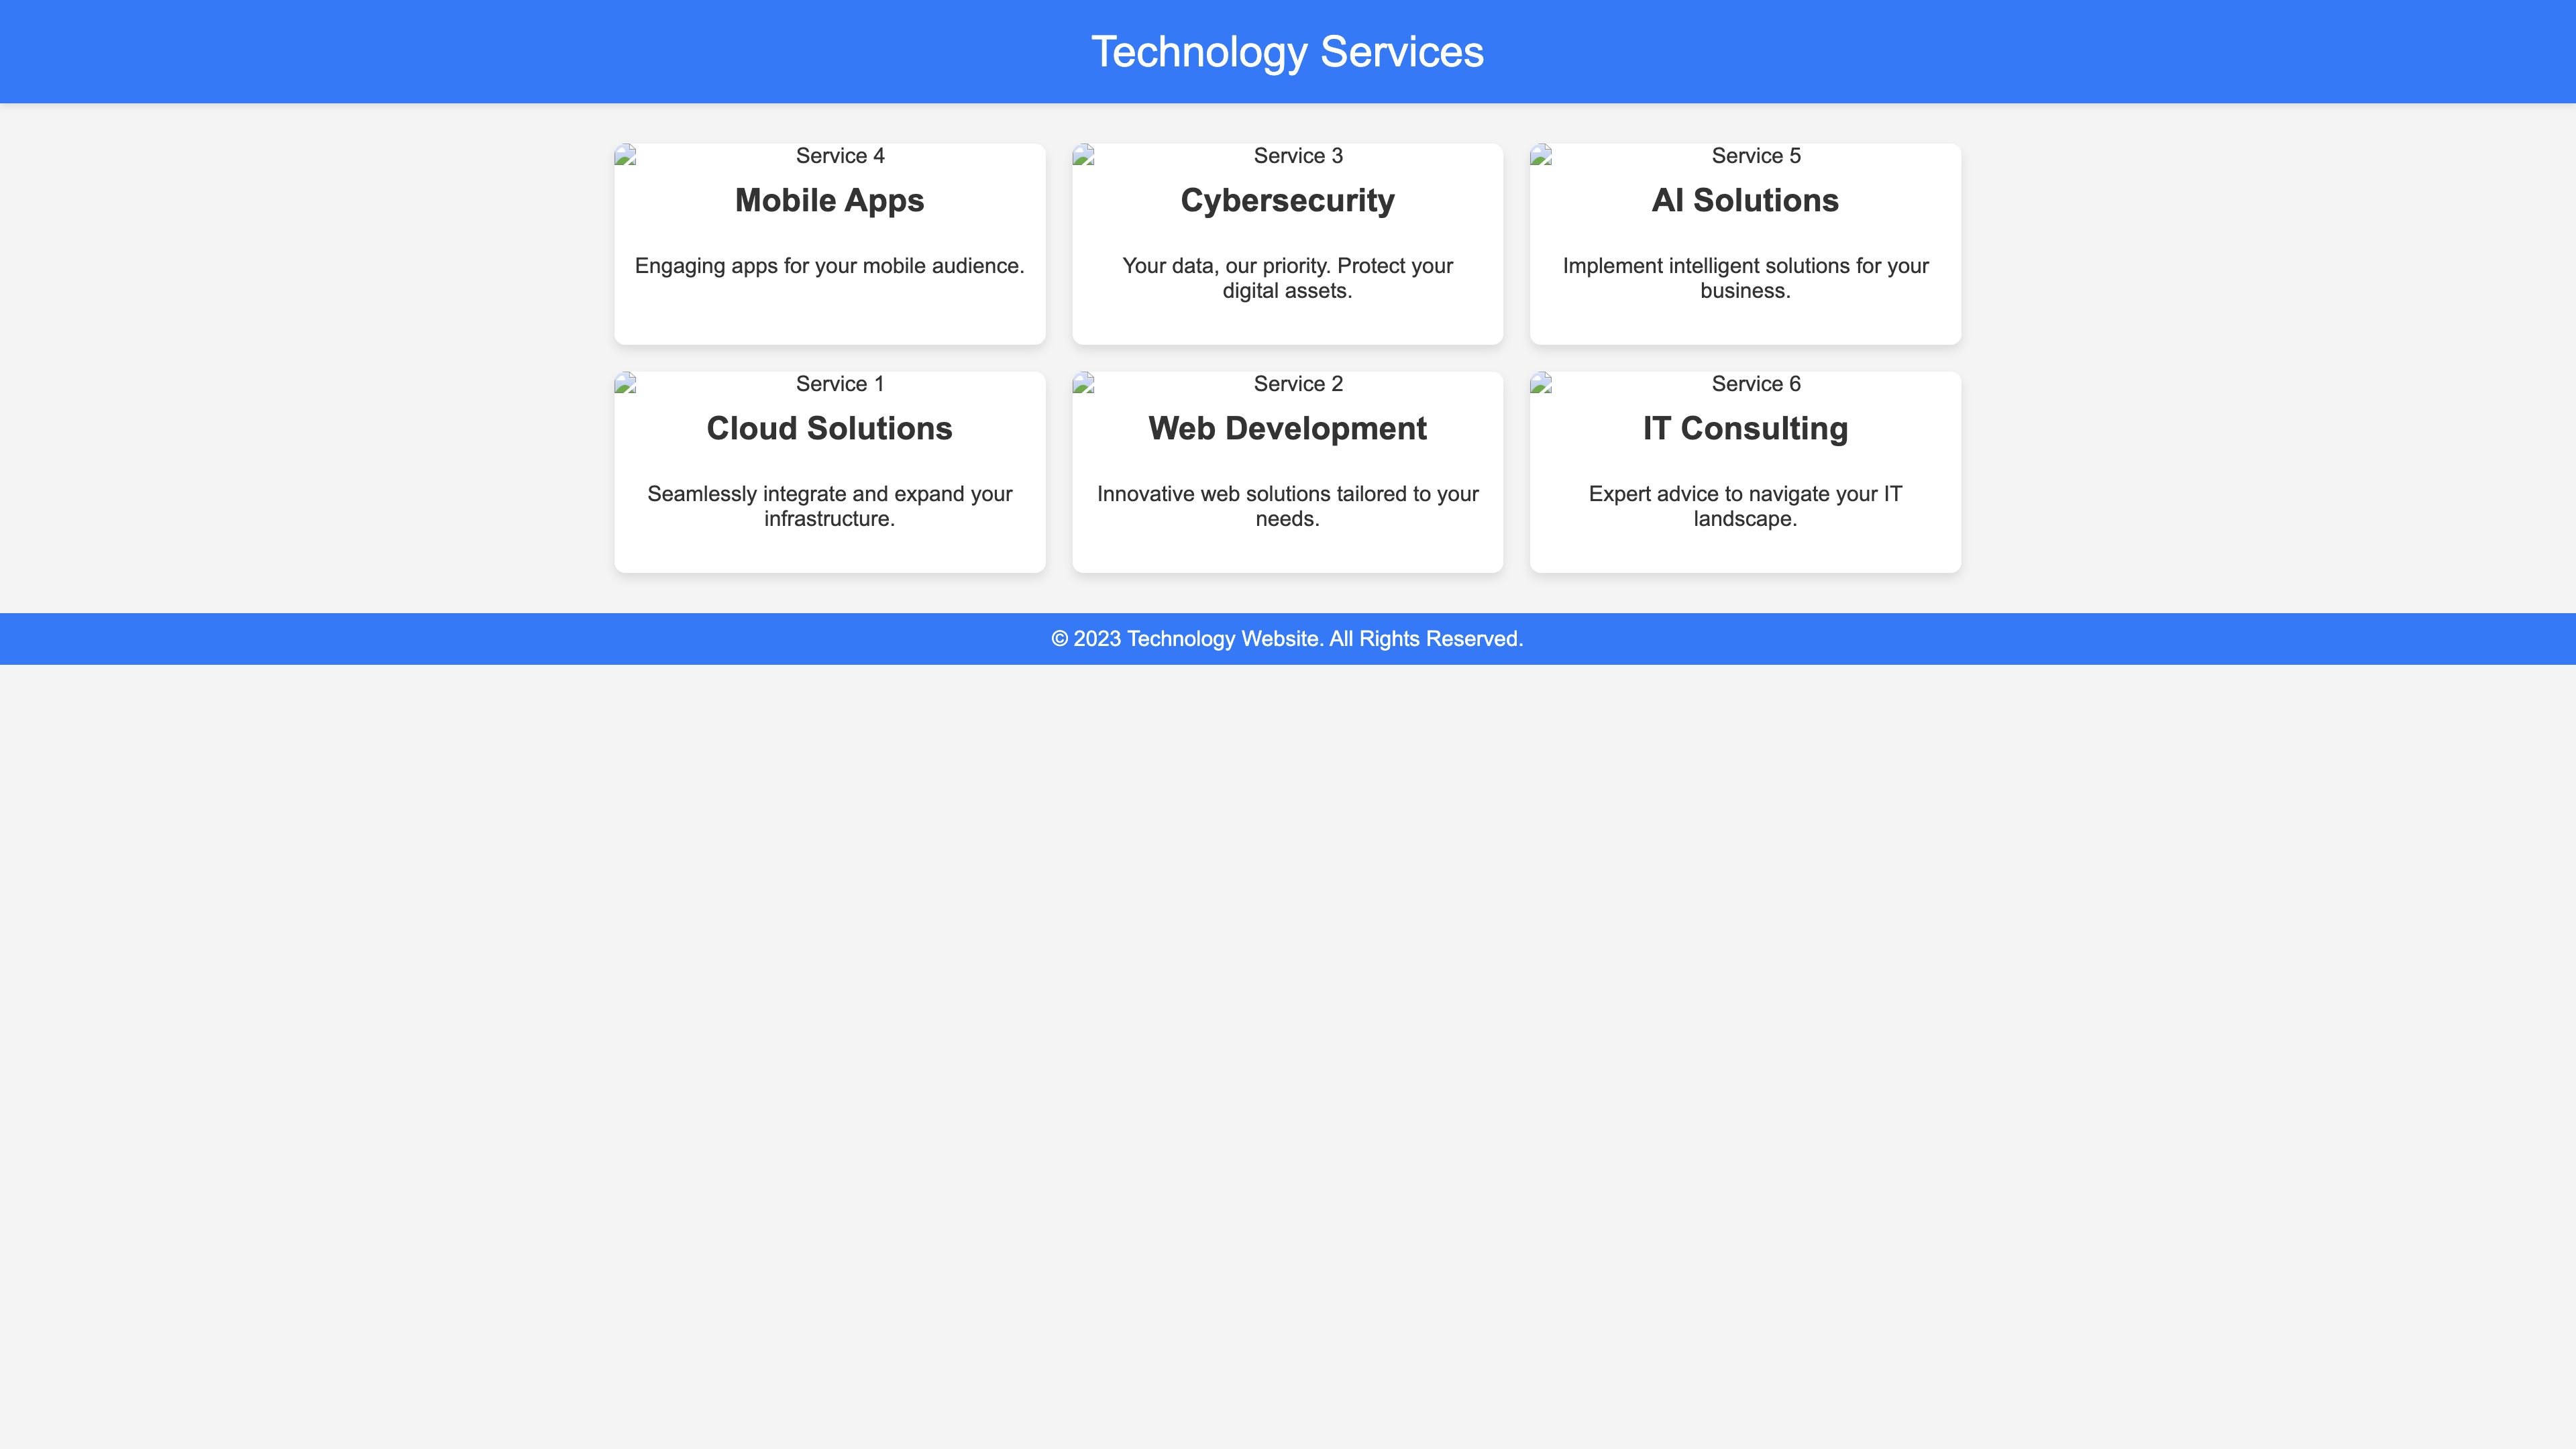 Technology Services
Service 4
Mobile Apps
Engaging apps for your mobile audience.
Service 3
Cybersecurity
Your data, our priority. Protect your
digital assets.
Service 5
AI Solutions
Implement intelligent solutions for your
business.
Service 1
Cloud Solutions
Seamlessly integrate and expand your
infrastructure.
Service 2
Web Development
Innovative web solutions tailored to your
needs.
Service 6
IT Consulting
Expert advice to navigate your IT
landscape.
© 2023 Technology Website. All Rights Reserved.